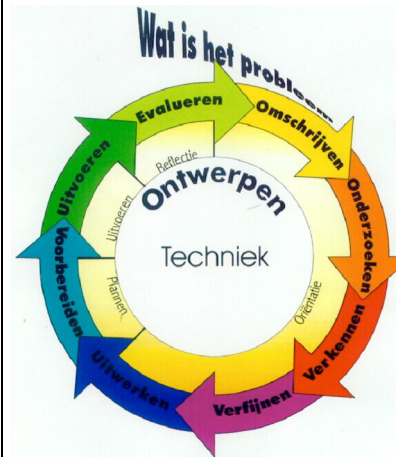 Wat is het probleem
Omschrijven
Onderzoeken
Verkennen
Verfijnen
Uitwerken
Voorbereiden
Uitvoeren
Evalueren
Oriëntatie
Plannen
Uitvoeren
Reflectie
Ontwerpen
Techniek